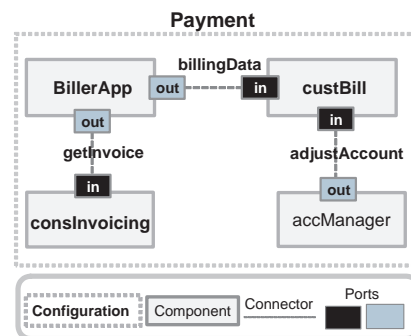 Payment
billingData
BillerApp
out
in
custBill
out
in
getInvoice
adjustAccount
in
out
consInvoicing
accManager
Configuration
Component
Connector
Ports